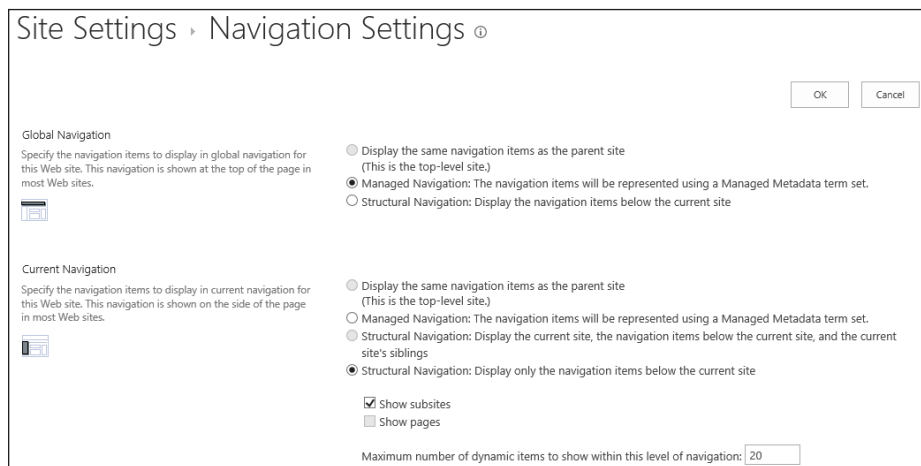 Site Settings › Navigation Settings ⓘ
OK Cancel
Global Navigation
Specify the navigation items to display in global navigation for
this Web site. This navigation is shown at the top of the page in
most Web sites.
Display the same navigation items as the parent site
(This is the top-level site.)
Managed Navigation: The navigation items will be represented using a Managed Metadata term set.
Structural Navigation: Display the navigation items below the current site
Current Navigation
Specify the navigation items to display in current navigation for
this Web site. This navigation is shown on the side of the page
in most Web sites.
Display the same navigation items as the parent site
(This is the top-level site.)
Managed Navigation: The navigation items will be represented using a Managed Metadata term set.
Structural Navigation: Display the current site, the navigation items below the current site, and the current
site's siblings
Structural Navigation: Display only the navigation items below the current site
Show subsites
Show pages
Maximum number of dynamic items to show within this level of navigation: 20